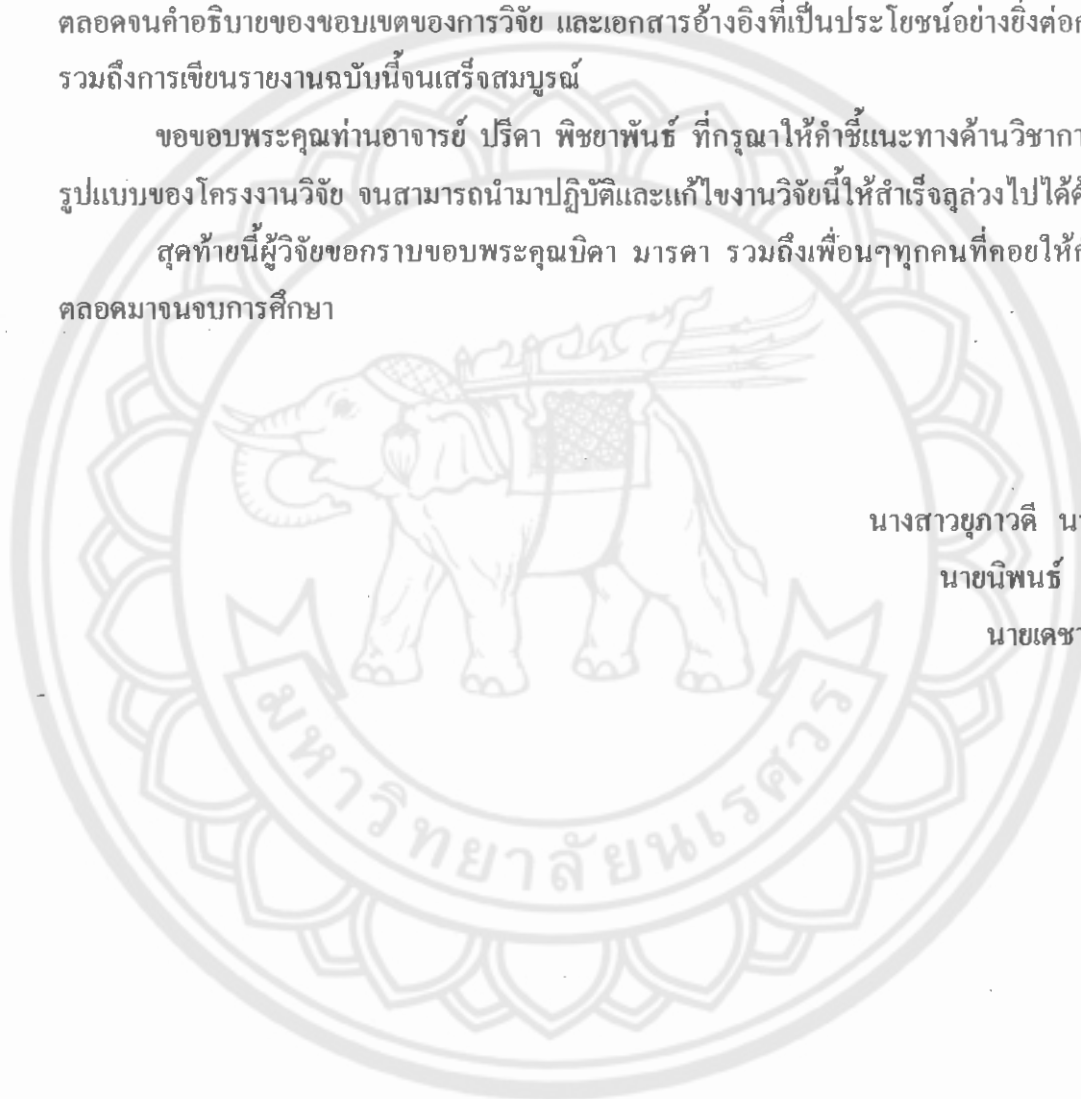 ตลอดจนคำอธิบายของขอบเขตของการวิจัย และเอกสารอ้างอิงที่เป็นประโยชน์อย่างยิ่งต่อ
รวมถึงการเขียนรายงานฉบับนี้จนเสร็จสมบูรณ์
ขอขอบพระคุณท่านอาจารย์ ปรีดา พิชยาพันธ์ ที่กรุณาให้คำชี้แนะทางด้านวิชากา
รูปแบบของโครงงานวิจัย จนสามารถนำมาปฏิบัติและแก้ไขงานวิจัยนี้ให้สำเร็จลุล่วงไปได้
สุดท้ายนี้ผู้วิจัยขอกราบขอบพระคุณบิดา มารดา รวมถึงเพื่อนๆทุกคนที่คอยให้
ตลอดมาจนจบการศึกษา
นางสาวยุภาวดี
นายนิพนธ์
นายเดชา
มหาวิทยาลัยนเรศวร